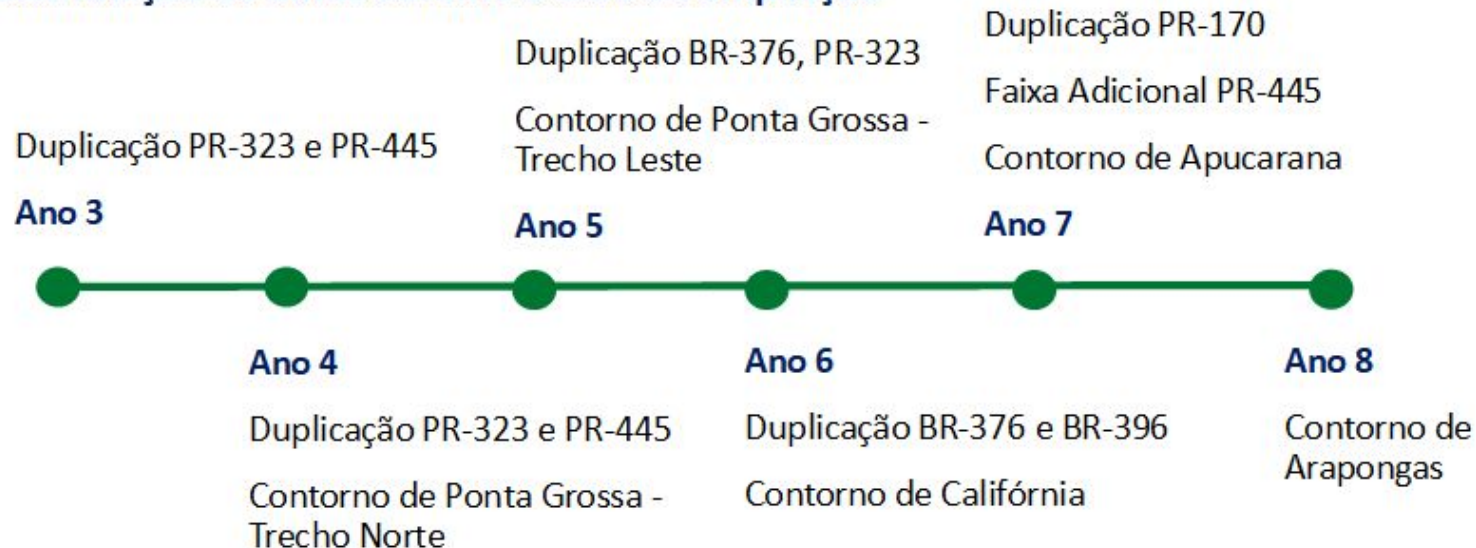 Duplicação PR-323 e PR-445
Ano 3
Ano 4
Duplicação PR-323 e PR-445
Contorno de Ponta Grossa -
Trecho Norte
Duplicação BR-376, PR-323
Contorno de Ponta Grossa -
Trecho Leste
Ano 5
Ano 6
Duplicação BR-376 e BR-396
Contorno de Califórnia
Duplicação PR-170
Faixa Adicional PR-445
Contorno de Apucarana
Ano 7
Ano 8
Contorno de
Arapongas